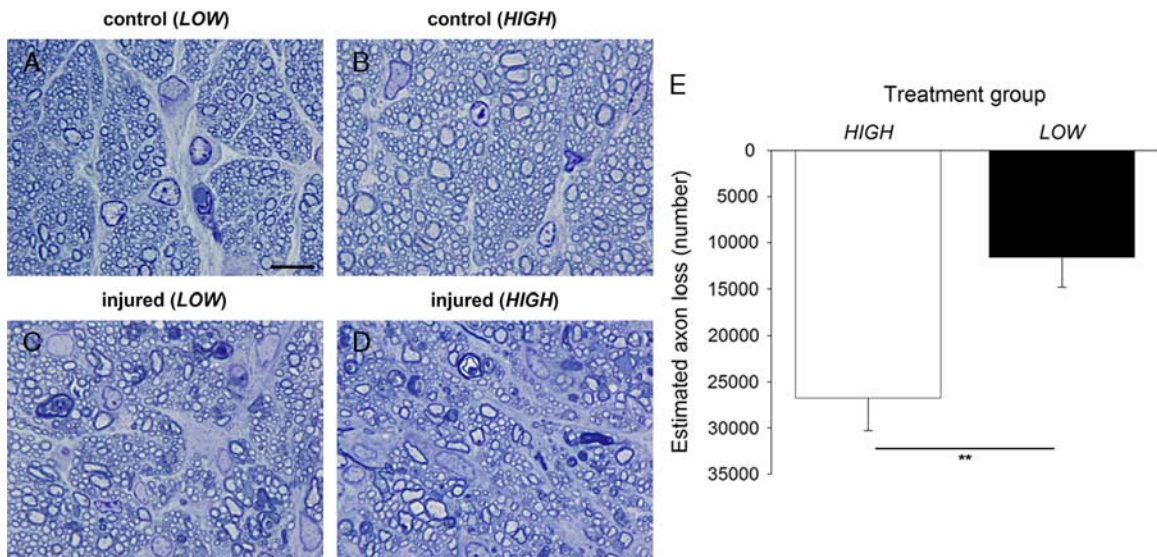 control (LOW)
control (HIGH)
A
B
injured (LOW)
injured (HIGH)
C
D
E
Treatment group
HIGH
LOW
Estimated axon loss (number)
0
5000
10000
15000
20000
25000
30000
35000
**